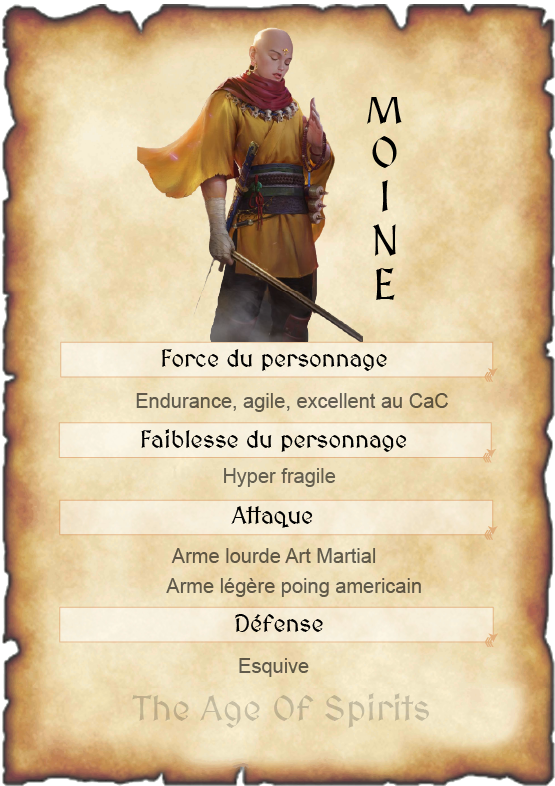 MOINE
Force du personnage
Endurance, agile, excellent au CaC
Faiblesse du personnage
Hyper fragile
Attaque
Arme lourde Art Martial
Arme légère poing americain
Défense
Esquive
The Age Of Spirits